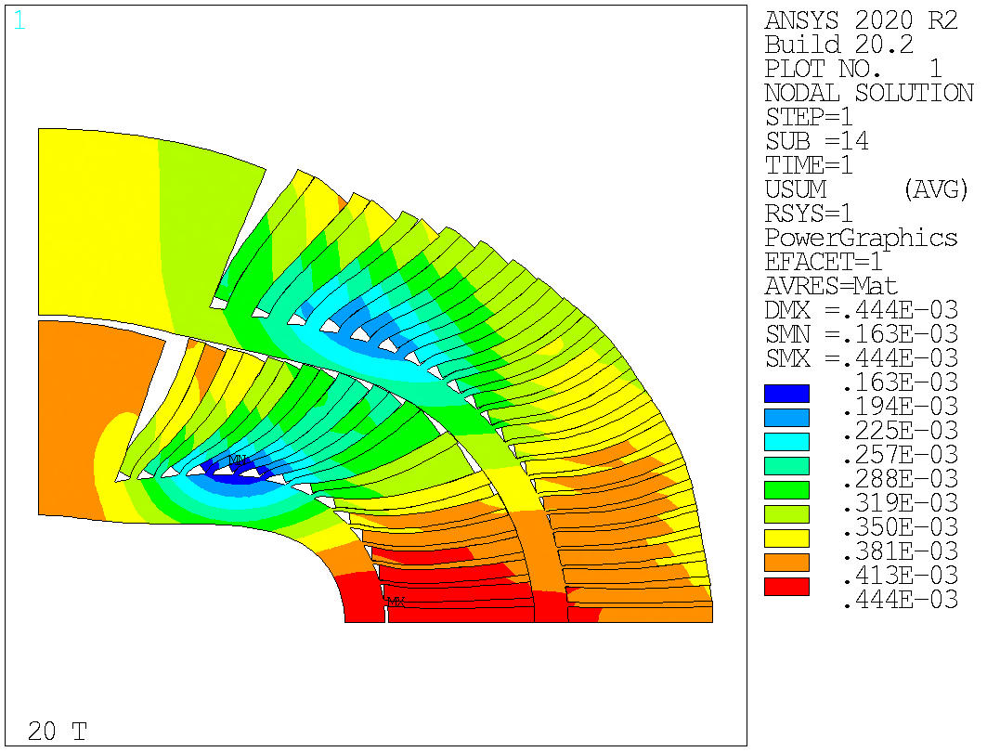 1
ANSYS 2020 R2
Build 20.2
PLOT NO. 1
NODAL SOLUTION
STEP=1
SUB =14
TIME=1
USUM (AVG)
RSYS=1
PowerGraphics
EFACET=1
AVRES=Mat
DMX =.444E-03
SMN =.163E-03
SMX =.444E-03
.163E-03
.194E-03
.225E-03
.257E-03
.288E-03
.319E-03
.350E-03
.381E-03
.413E-03
.444E-03
MN
MX
20 T